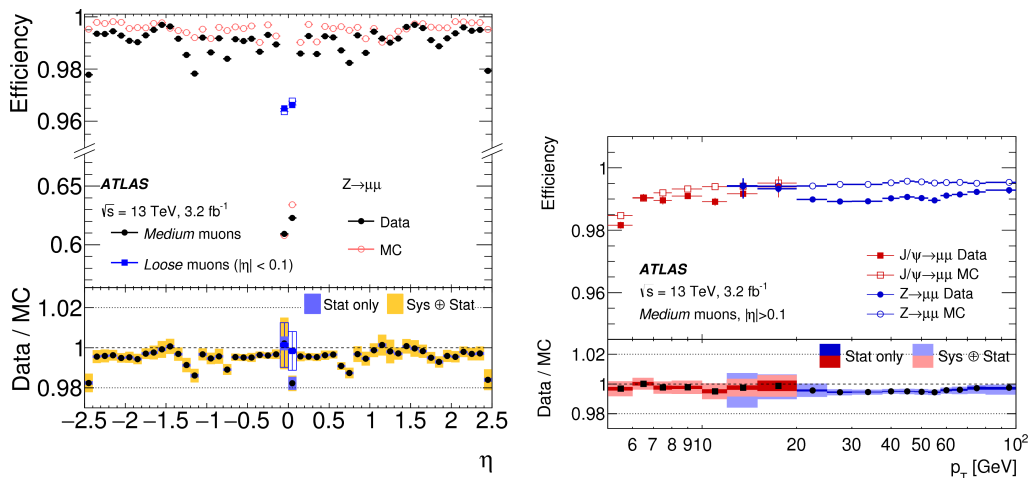 Efficiency
1
0.98
0.96
0.65
0.6
ATLAS
√s = 13 TeV, 3.2 fb⁻¹
Medium muons
Loose muons (|η| < 0.1)
Z→μμ
Data
MC
Data / MC
1.02
1
0.98
Stat only
Sys ⊕ Stat
−2.5 −2 −1.5 −1 −0.5 0 0.5 1 1.5 2 2.5
η
Efficiency
1
0.98
0.96
ATLAS
√s = 13 TeV, 3.2 fb⁻¹
Medium muons, |η|>0.1
J/ψ→μμ Data
J/ψ→μμ MC
Z→μμ Data
Z→μμ MC
Data / MC
1.02
1
0.98
Stat only
Sys ⊕ Stat
6 7 8 9 10 20 30 40 50 60 10²
p_T [GeV]